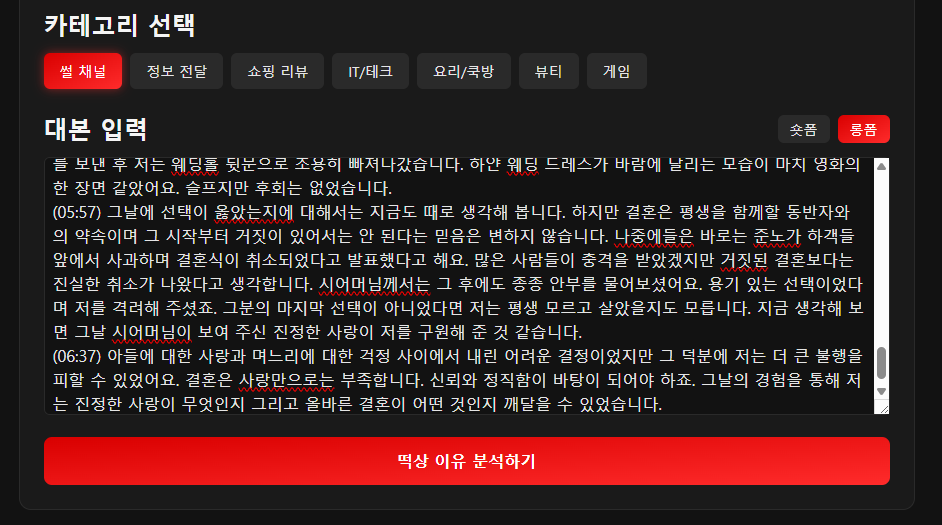 카테고리 선택
썰 채널
정보 전달
쇼핑 리뷰
IT/테크
요리/쿡방
뷰티
게임
대본 입력
숏폼
롱폼
를 보낸 후 저는 웨딩홀 뒷문으로 조용히 빠져나갔습니다. 하얀 웨딩 드레스가 바람에 날리는 모습이 마치 영화의
한 장면 같았어요. 슬프지만 후회는 없었습니다.
(05:57) 그날에 선택이 옳았는지에 대해서는 지금도 때로 생각해 봅니다. 하지만 결혼은 평생을 함께할 동반자와
의 약속이며 그 시작부터 거짓이 있어서는 안 된다는 믿음은 변하지 않습니다. 나중에들은 바로는 준노가 하객들
앞에서 사과하며 결혼식이 취소되었다고 발표했다고 해요. 많은 사람들이 충격을 받았겠지만 거짓된 결혼보다는
진실한 취소가 나왔다고 생각합니다. 시어머님께서는 그 후에도 종종 안부를 물어보셨어요. 용기 있는 선택이었다
며 저를 격려해 주셨죠. 그분의 마지막 선택이 아니었다면 저는 평생 모르고 살았을지도 모릅니다. 지금 생각해 보
면 그날 시어머님이 보여 주신 진정한 사랑이 저를 구원해 준 것 같습니다.
(06:37) 아들에 대한 사랑과 며느리에 대한 걱정 사이에서 내린 어려운 결정이었지만 그 덕분에 저는 더 큰 불행을
피할 수 있었어요. 결혼은 사랑만으로는 부족합니다. 신뢰와 정직함이 바탕이 되어야 하죠. 그날의 경험을 통해 저
는 진정한 사랑이 무엇인지 그리고 올바른 결혼이 어떤 것인지 깨달을 수 있었습니다.
떡상 이유 분석하기